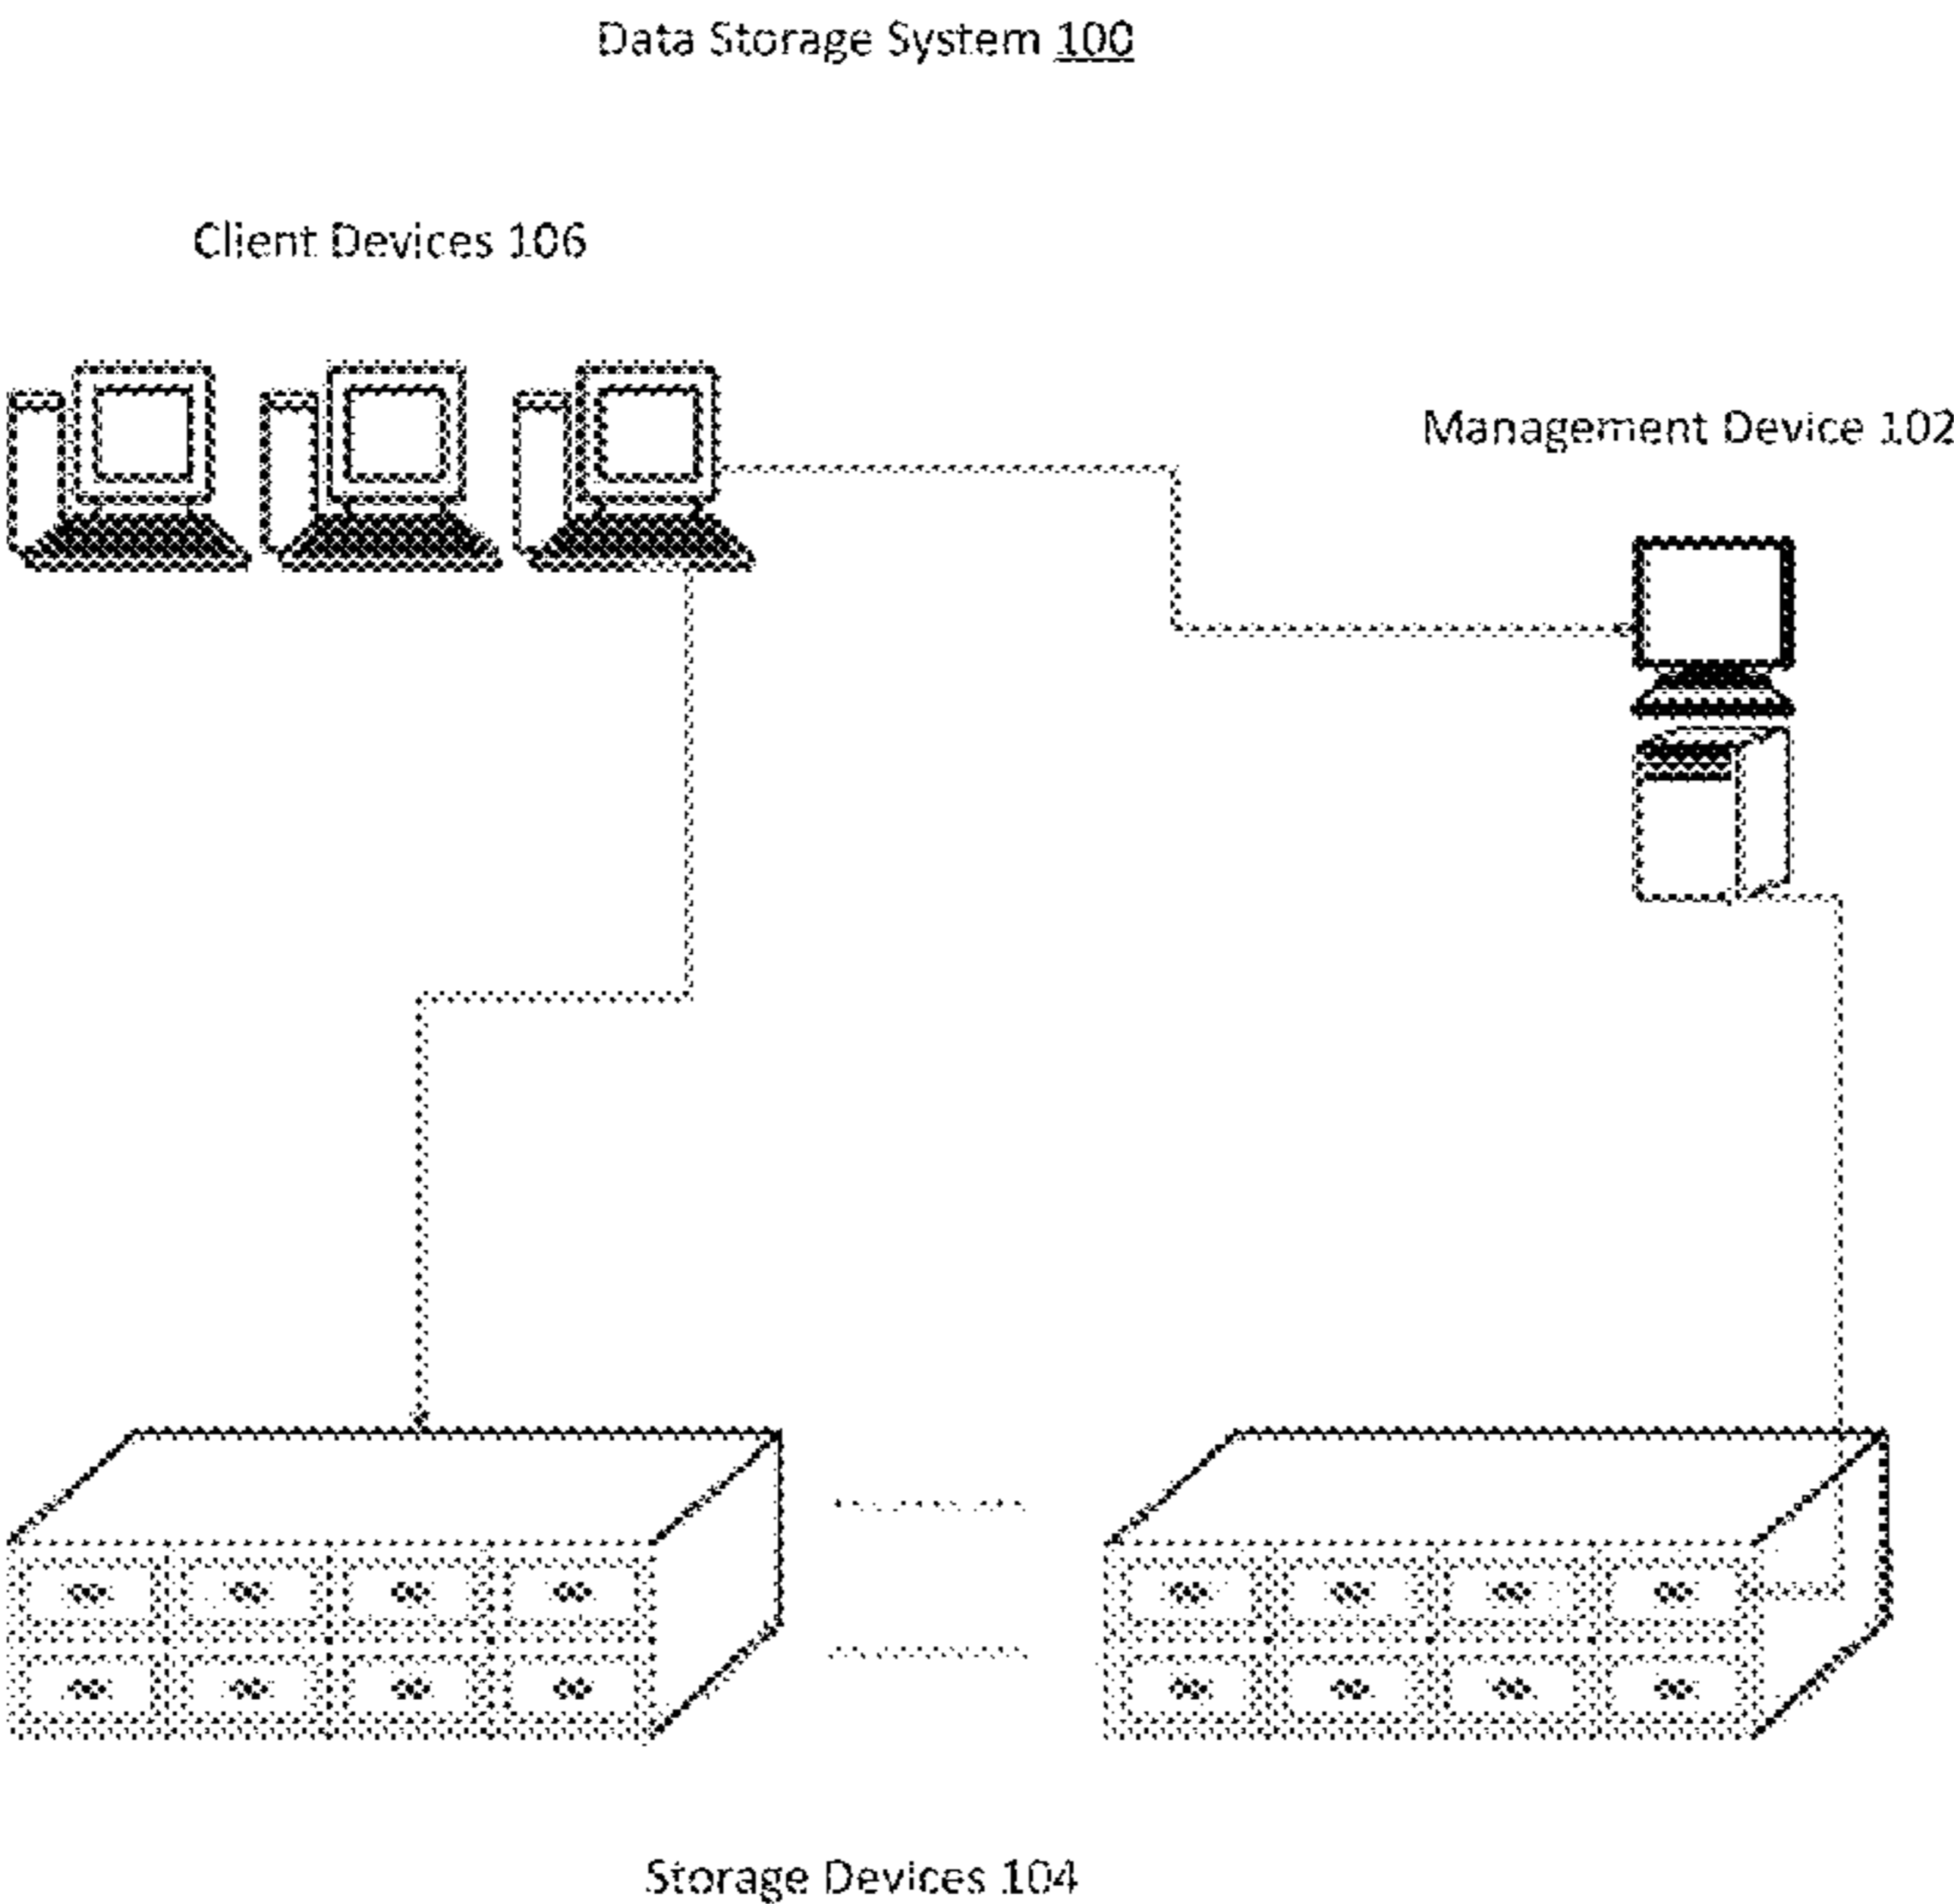 Data Storage System 100
Client Devices 106
Management Device 102
Storage Devices 104